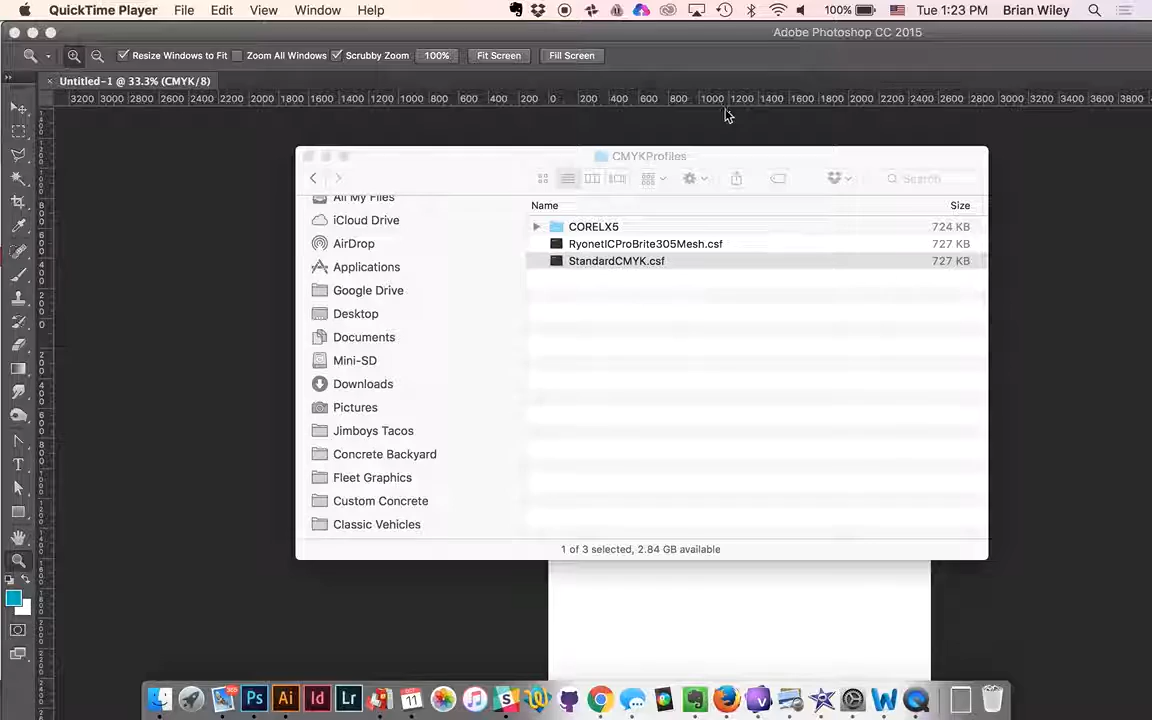 QuickTime Player File Edit View Window Help 100% Tue 1:23 PM Brian Wiley
Adobe Photoshop CC 2015
Resize Windows to Fit Zoom All Windows Scrubby Zoom 100% Fit Screen Fill Screen
× Untitled-1 @ 33.3% (CMYK/8)
3200 3000 2800 2600 2400 2200 2000 1800 1600 1400 1200 1000 800 600 400 200 0 200 400 600 800 1000 1200 1400 1600 1800 2000 2200 2400 2600 2800 3000 3200 3400 3600 3800
CMYKProfiles
Search
All My Files
iCloud Drive
AirDrop
Applications
Google Drive
Desktop
Documents
Mini-SD
Downloads
Pictures
Jimboys Tacos
Concrete Backyard
Fleet Graphics
Custom Concrete
Classic Vehicles
Name Size
CORELX5 724 KB
RyonetICProBrite305Mesh.csf 727 KB
StandardCMYK.csf 727 KB
1 of 3 selected, 2.84 GB available
Ps Ai Id Lr 11 W